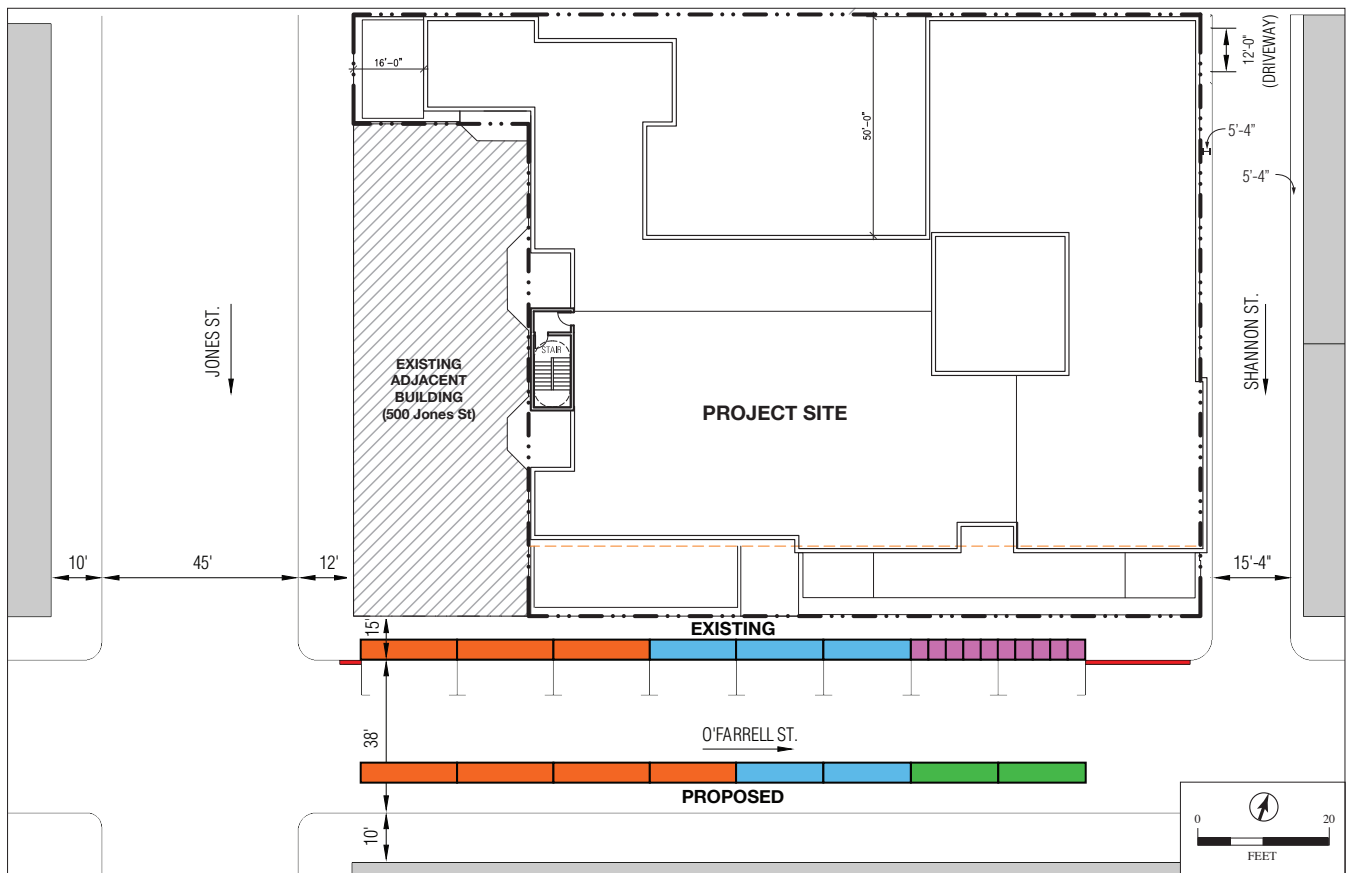 16'-0"
50'-0"
12'-0"
(DRIVEWAY)
5'-4"
5'-4"
JONES ST.
SHANNON ST.
STAIR
EXISTING
ADJACENT
BUILDING
(500 Jones St)
PROJECT SITE
10'
45'
12'
15'-4"
15'
EXISTING
38'
O'FARRELL ST.
PROPOSED
10'
0
20
FEET